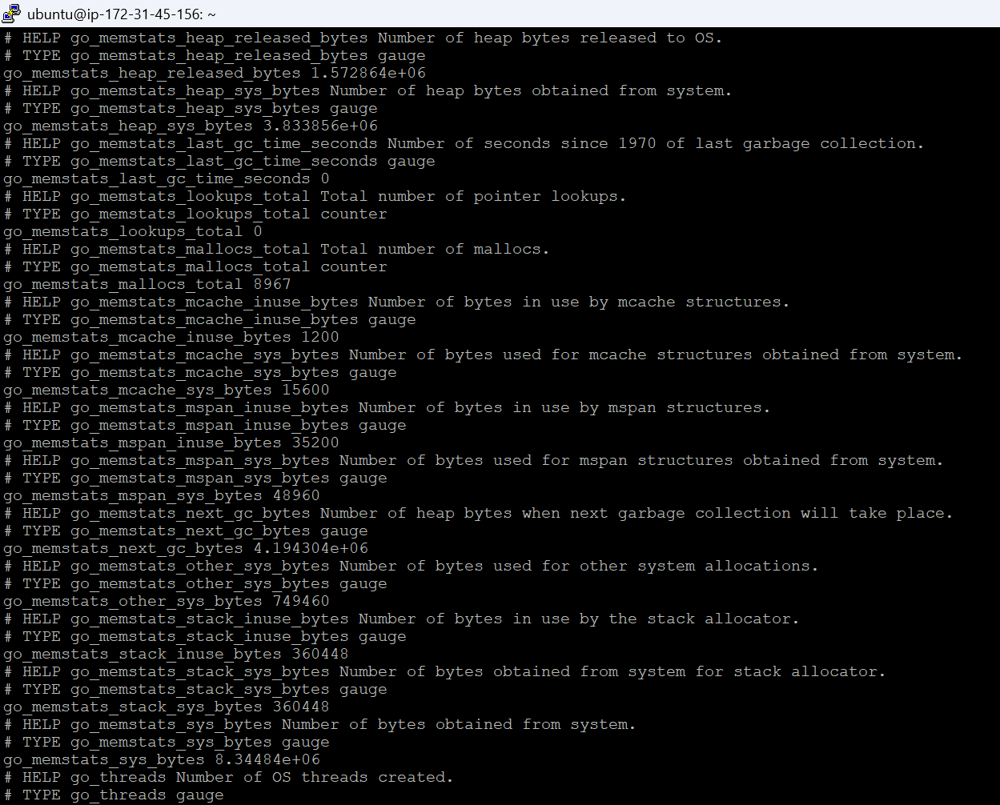 ubuntu@ip-172-31-45-156: ~
# HELP go_memstats_heap_released_bytes Number of heap bytes released to OS.
# TYPE go_memstats_heap_released_bytes gauge
go_memstats_heap_released_bytes 1.572864e+06
# HELP go_memstats_heap_sys_bytes Number of heap bytes obtained from system.
# TYPE go_memstats_heap_sys_bytes gauge
go_memstats_heap_sys_bytes 3.833856e+06
# HELP go_memstats_last_gc_time_seconds Number of seconds since 1970 of last garbage collection.
# TYPE go_memstats_last_gc_time_seconds gauge
go_memstats_last_gc_time_seconds 0
# HELP go_memstats_lookups_total Total number of pointer lookups.
# TYPE go_memstats_lookups_total counter
go_memstats_lookups_total 0
# HELP go_memstats_mallocs_total Total number of mallocs.
# TYPE go_memstats_mallocs_total counter
go_memstats_mallocs_total 8967
# HELP go_memstats_mcache_inuse_bytes Number of bytes in use by mcache structures.
# TYPE go_memstats_mcache_inuse_bytes gauge
go_memstats_mcache_inuse_bytes 1200
# HELP go_memstats_mcache_sys_bytes Number of bytes used for mcache structures obtained from system.
# TYPE go_memstats_mcache_sys_bytes gauge
go_memstats_mcache_sys_bytes 15600
# HELP go_memstats_mspan_inuse_bytes Number of bytes in use by mspan structures.
# TYPE go_memstats_mspan_inuse_bytes gauge
go_memstats_mspan_inuse_bytes 35200
# HELP go_memstats_mspan_sys_bytes Number of bytes used for mspan structures obtained from system.
# TYPE go_memstats_mspan_sys_bytes gauge
go_memstats_mspan_sys_bytes 48960
# HELP go_memstats_next_gc_bytes Number of heap bytes when next garbage collection will take place.
# TYPE go_memstats_next_gc_bytes gauge
go_memstats_next_gc_bytes 4.194304e+06
# HELP go_memstats_other_sys_bytes Number of bytes used for other system allocations.
# TYPE go_memstats_other_sys_bytes gauge
go_memstats_other_sys_bytes 749460
# HELP go_memstats_stack_inuse_bytes Number of bytes in use by the stack allocator.
# TYPE go_memstats_stack_inuse_bytes gauge
go_memstats_stack_inuse_bytes 360448
# HELP go_memstats_stack_sys_bytes Number of bytes obtained from system for stack allocator.
# TYPE go_memstats_stack_sys_bytes gauge
go_memstats_stack_sys_bytes 360448
# HELP go_memstats_sys_bytes Number of bytes obtained from system.
# TYPE go_memstats_sys_bytes gauge
go_memstats_sys_bytes 8.34484e+06
# HELP go_threads Number of OS threads created.
# TYPE go_threads gauge